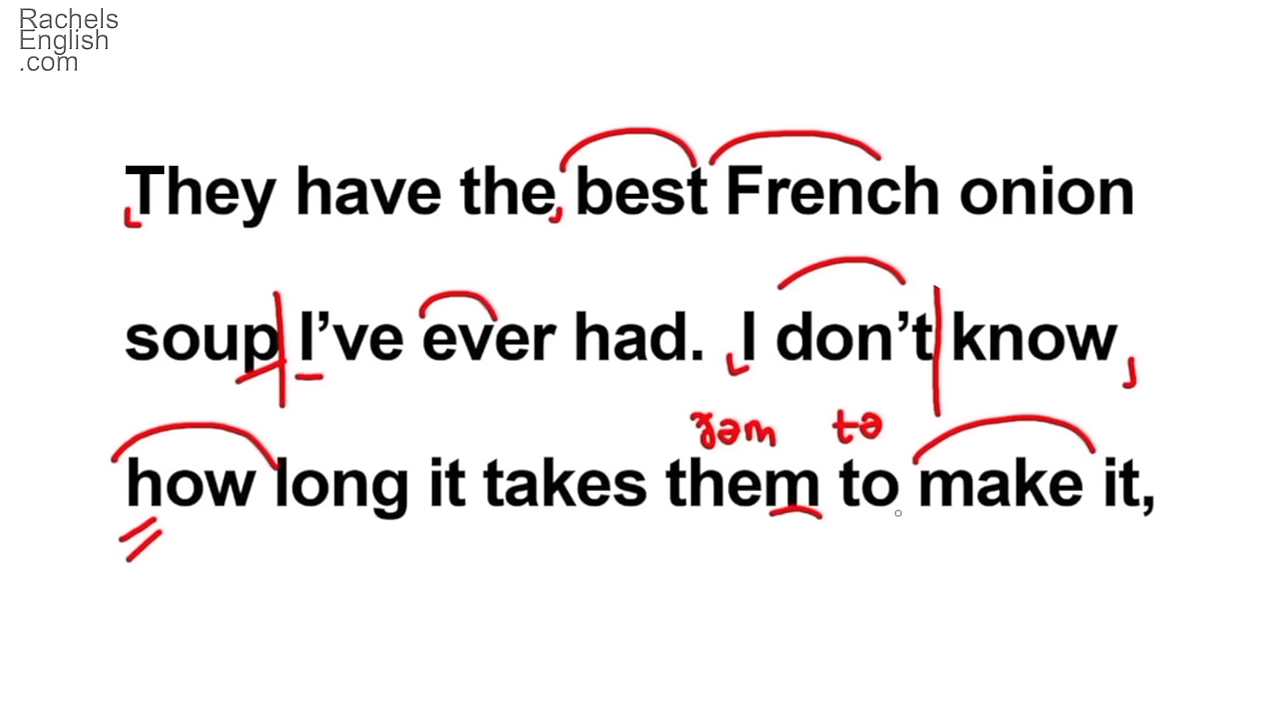 Rachels
English
.com
They have the best French onion
soup I've ever had. I don't know
ðəm tə
how long it takes them to make it,